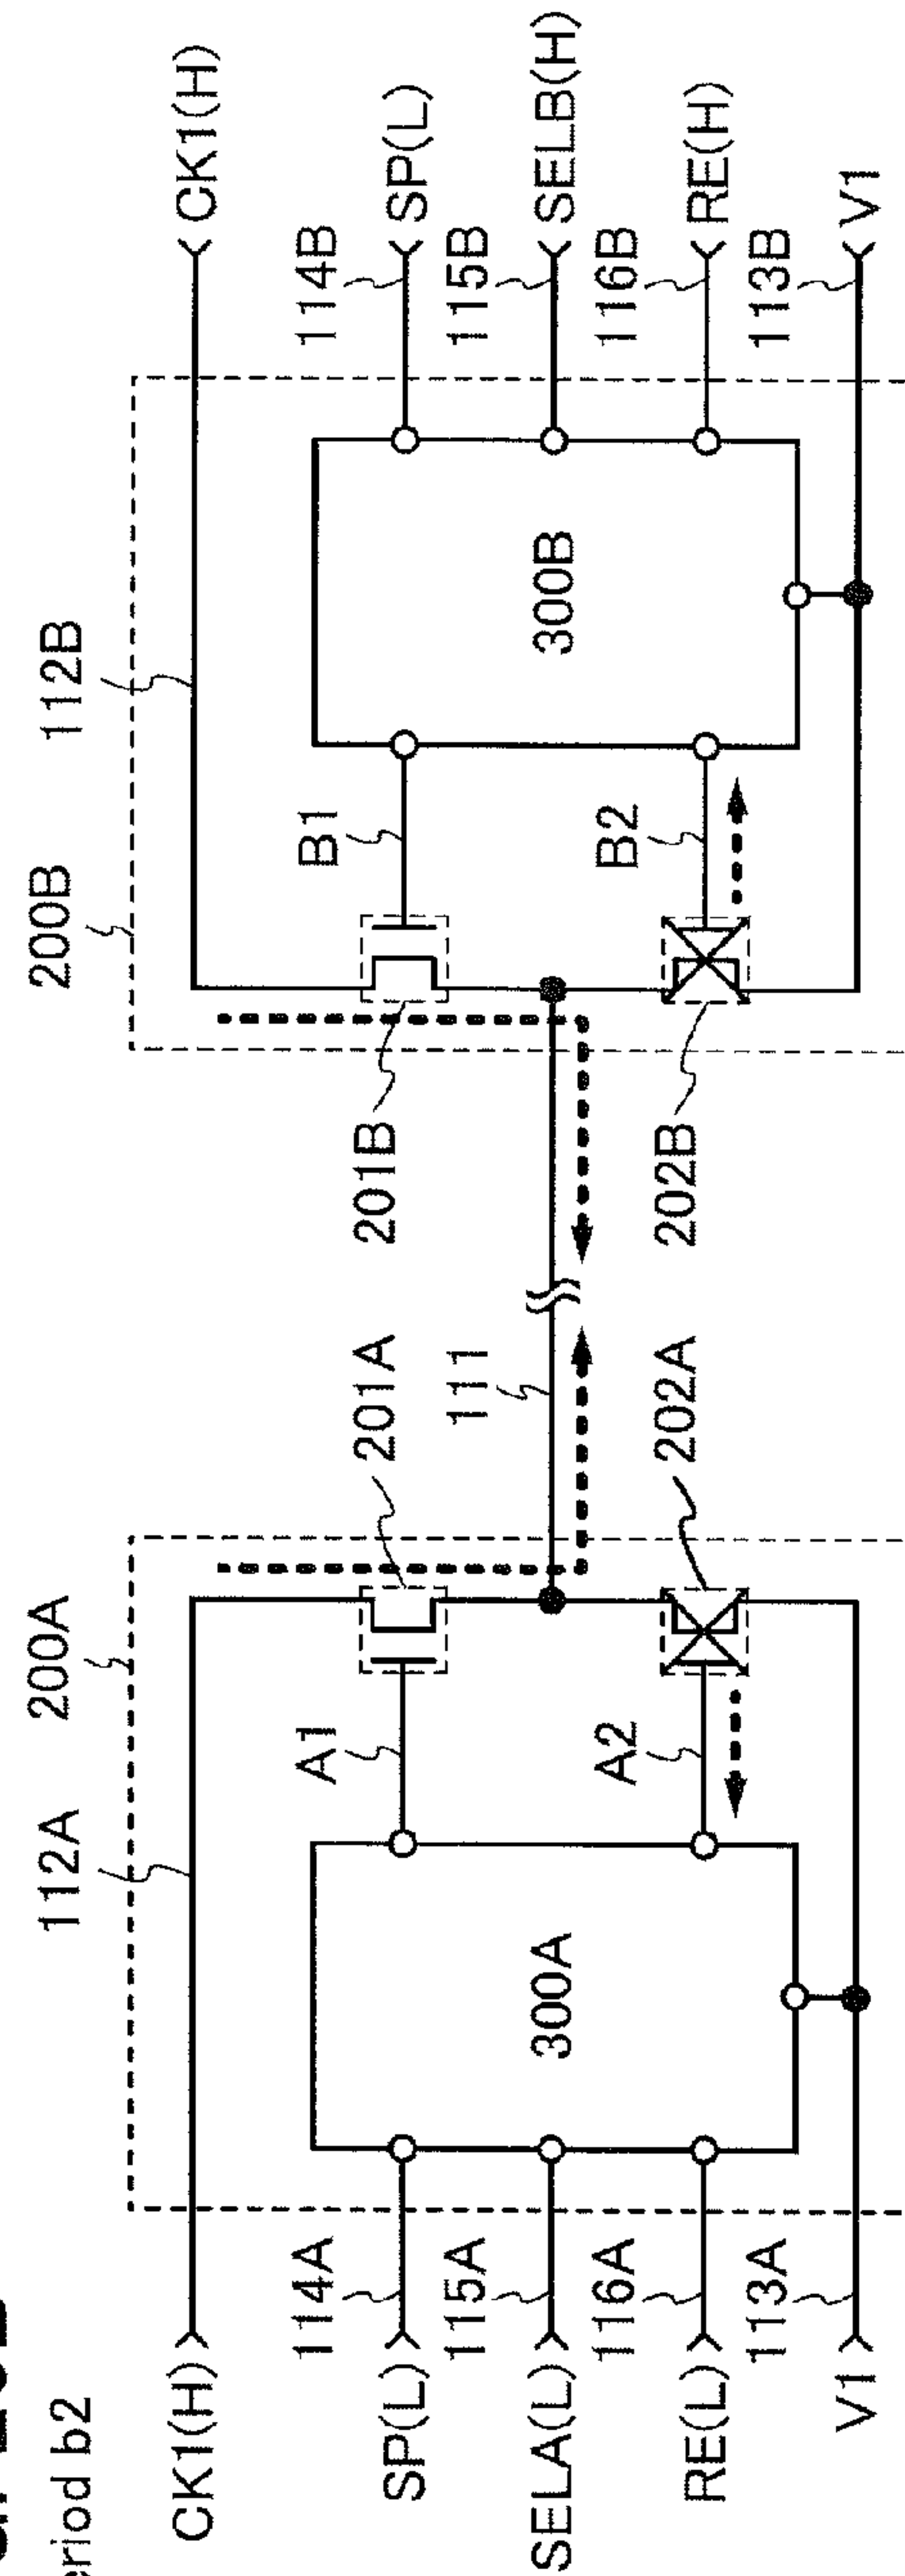 eriod b2
200A
112A
200B
112B
CK1(H)
CK1(H)
SP(L)
114A
A1
201A
201B
B1
114B
SP(L)
SELA(L)
115A
300A
111
300B
115B
SELB(H)
RE(L)
116A
A2
202A
202B
B2
116B
RE(H)
V1
113A
113B
V1